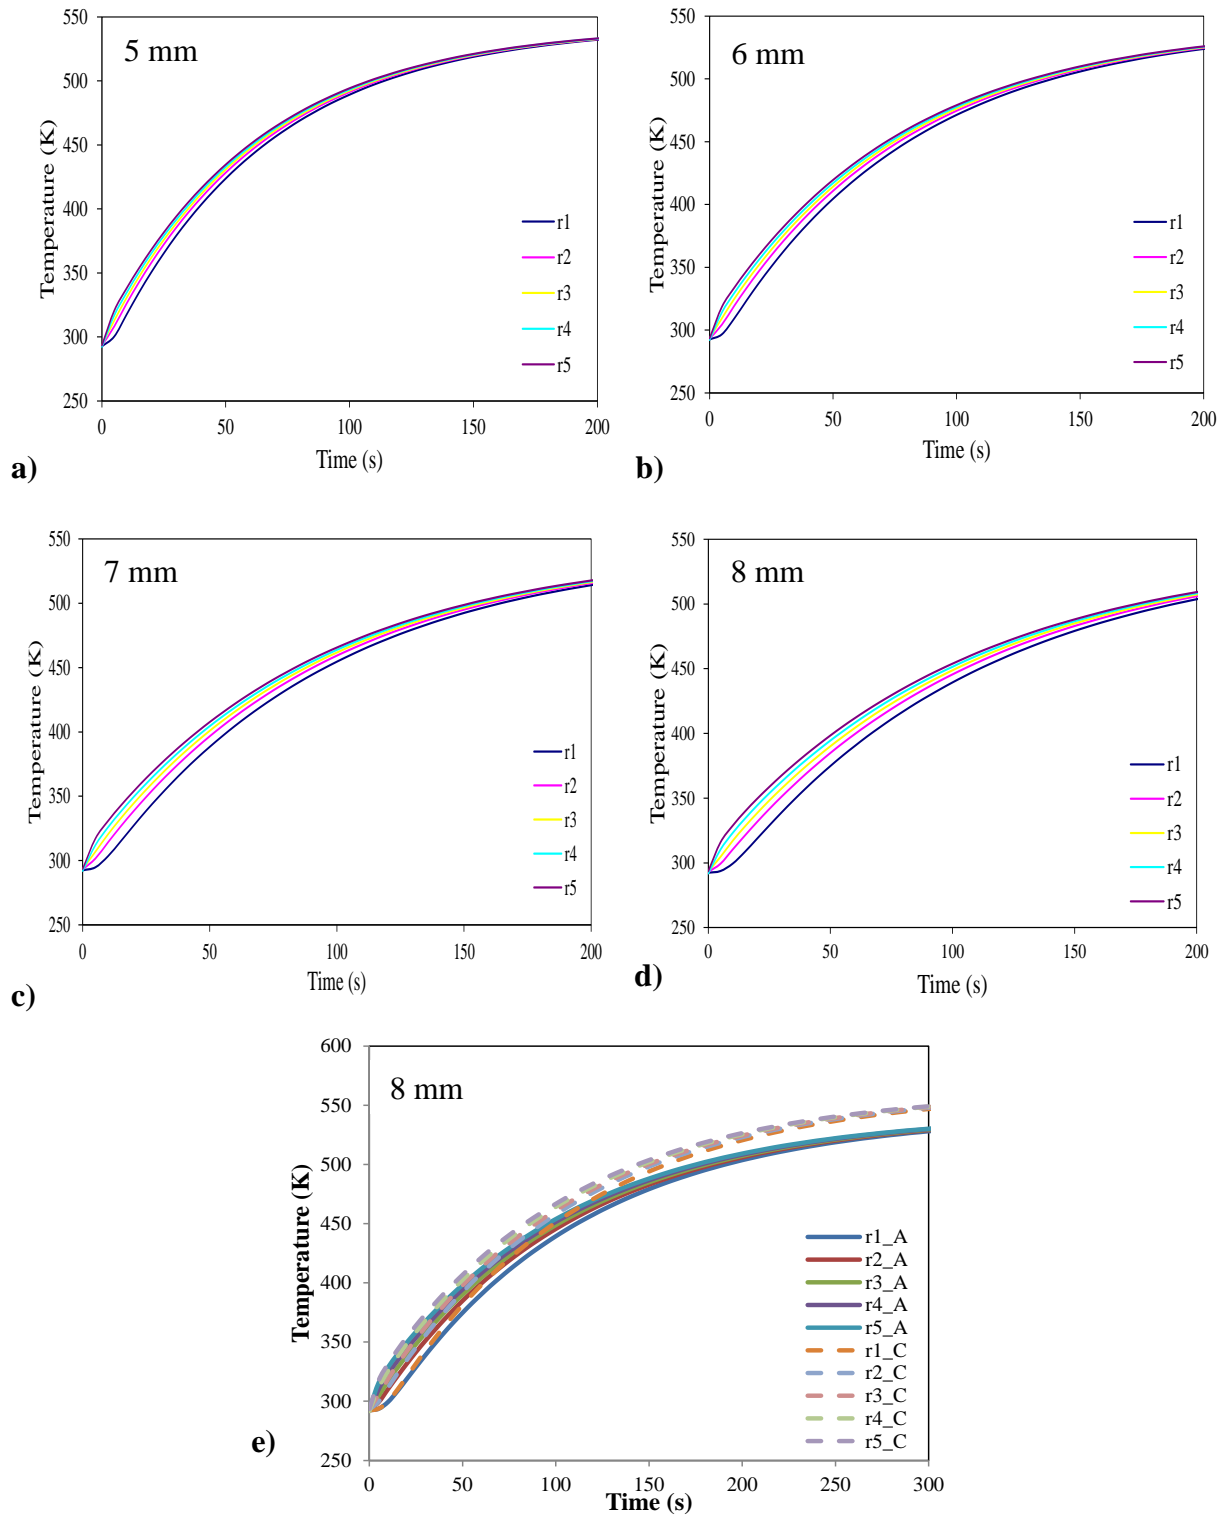 5 mm
550
500
450
400
350
300
250
Temperature (K)
r1
r2
r3
r4
r5
0
50
100
150
200
Time (s)
a)
6 mm
550
500
450
400
350
300
250
Temperature (K)
r1
r2
r3
r4
r5
0
50
100
150
200
Time (s)
b)
7 mm
550
500
450
400
350
300
250
Temperature (K)
r1
r2
r3
r4
r5
0
50
100
150
200
Time (s)
c)
8 mm
550
500
450
400
350
300
250
Temperature (K)
r1
r2
r3
r4
r5
0
50
100
150
200
Time (s)
d)
8 mm
600
550
500
450
400
350
300
250
Temperature (K)
r1_A
r2_A
r3_A
r4_A
r5_A
r1_C
r2_C
r3_C
r4_C
r5_C
0
50
100
150
200
250
300
Time (s)
e)